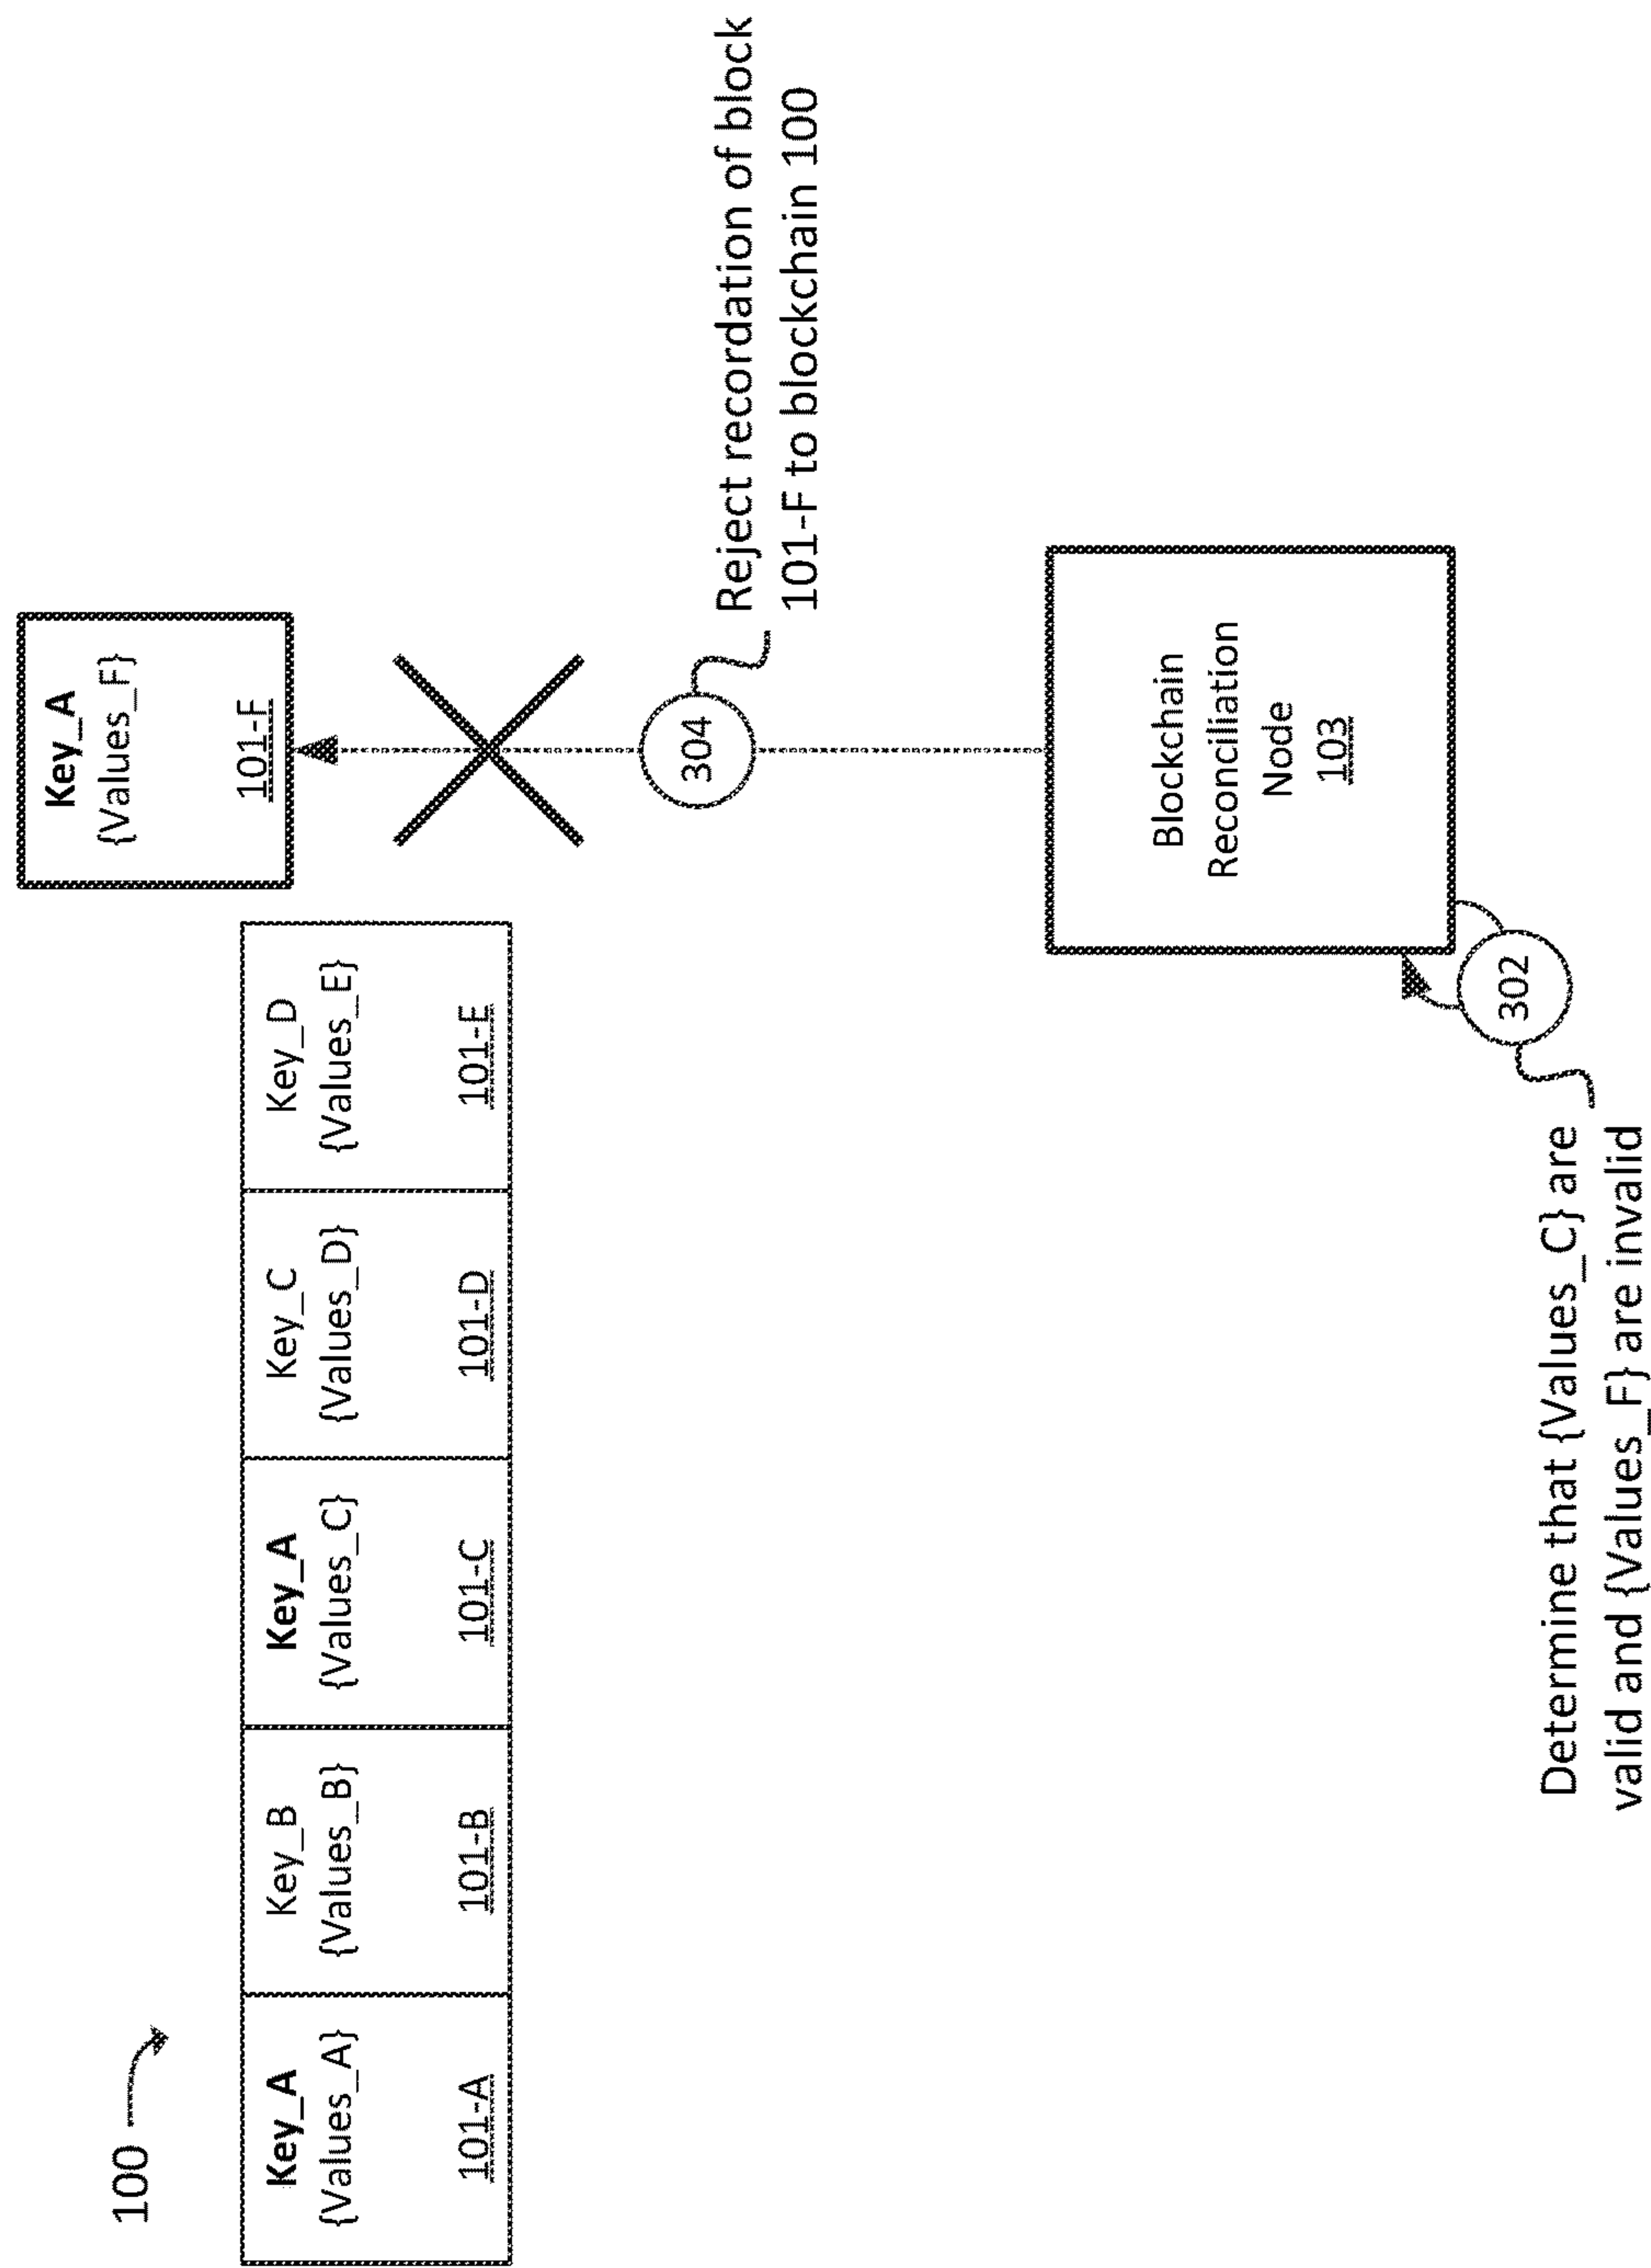 100
Key_A
{Values_A}
101-A
Key_B
{Values_B}
101-B
Key_A
{Values_C}
101-C
Key_C
{Values_D}
101-D
Key_D
{Values_E}
101-E
Key_A
{Values_F}
101-F
304
Reject recordation of block
101-F to blockchain 100
Blockchain
Reconciliation
Node
103
302
Determine that {Values_C} are
valid and {Values_F} are invalid